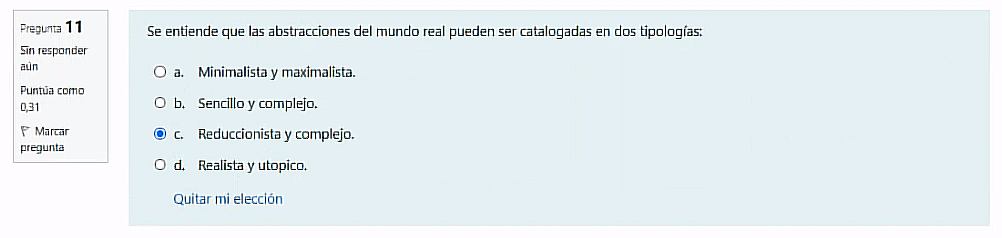 Pregunta 11
Sin responder
aún
Puntúa como
0,31
Marcar
pregunta
Se entiende que las abstracciones del mundo real pueden ser catalogadas en dos tipologías:
a. Minimalista y maximalista.
b. Sencillo y complejo.
c. Reduccionista y complejo.
d. Realista y utopico.
Quitar mi elección